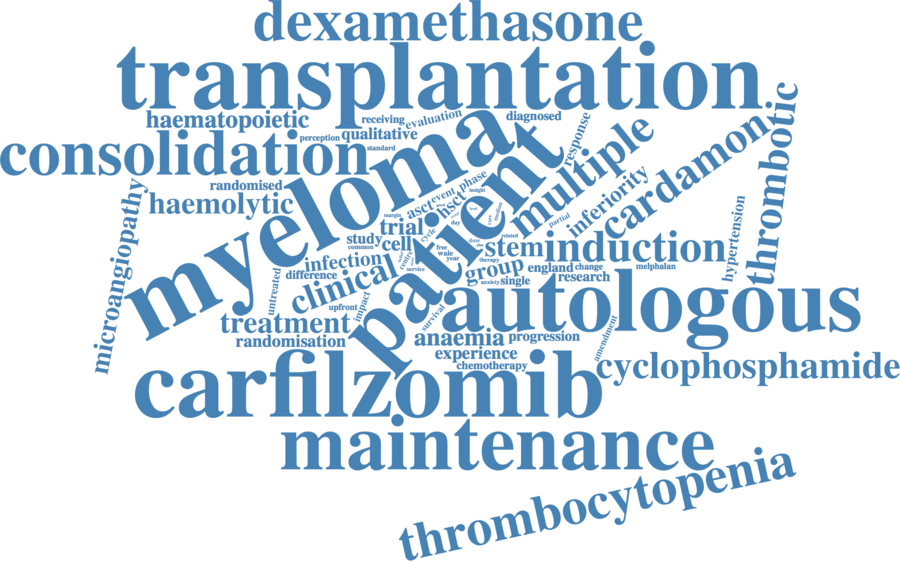 dexamethasone
transplantation
haematopoietic
receiving
evaluation
diagnosed
perception
qualitative
standard
response
multiple
thrombotic
consolidation
myeloma
patient
cardamon
randomised
haemolytic
microangiopathy
asct
event
phase
insight
hsct
inferiority
hypertension
margin
trial
cycle
day
partial
study
common
cell
centre
service
free
wale
year
related
therapy
stem
induction
infection
difference
untreated
clinical
group
england
change
melphalan
anxiety
single
research
upfront
impact
autologous
treatment
survival
randomisation
anaemia
progression
amendment
experience
chemotherapy
cyclophosphamide
carfilzomib
maintenance
thrombocytopenia